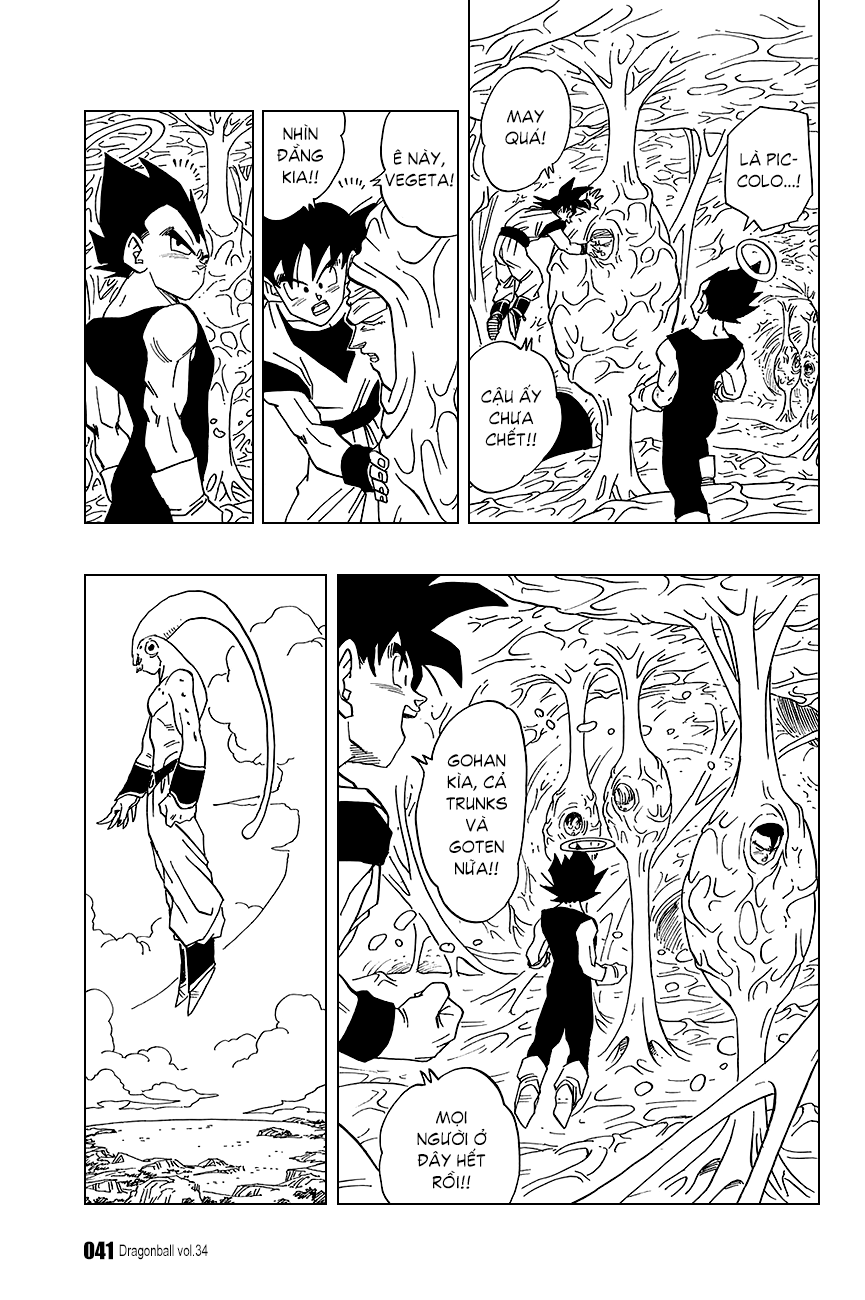 MAY
QUÁ!
LÀ PIC-
COLO...!
CẬU ẤY
CHƯA
CHẾT!!
Ê NÀY,
VEGETA!
NHÌN
ĐẰNG
KIA!!
GOHAN
KÌA, CẢ
TRUNKS
VÀ
GOTEN
NỮA!!
MỌI
NGƯỜI Ở
ĐÂY HẾT
RỒI!!
041 Dragonball vol.34